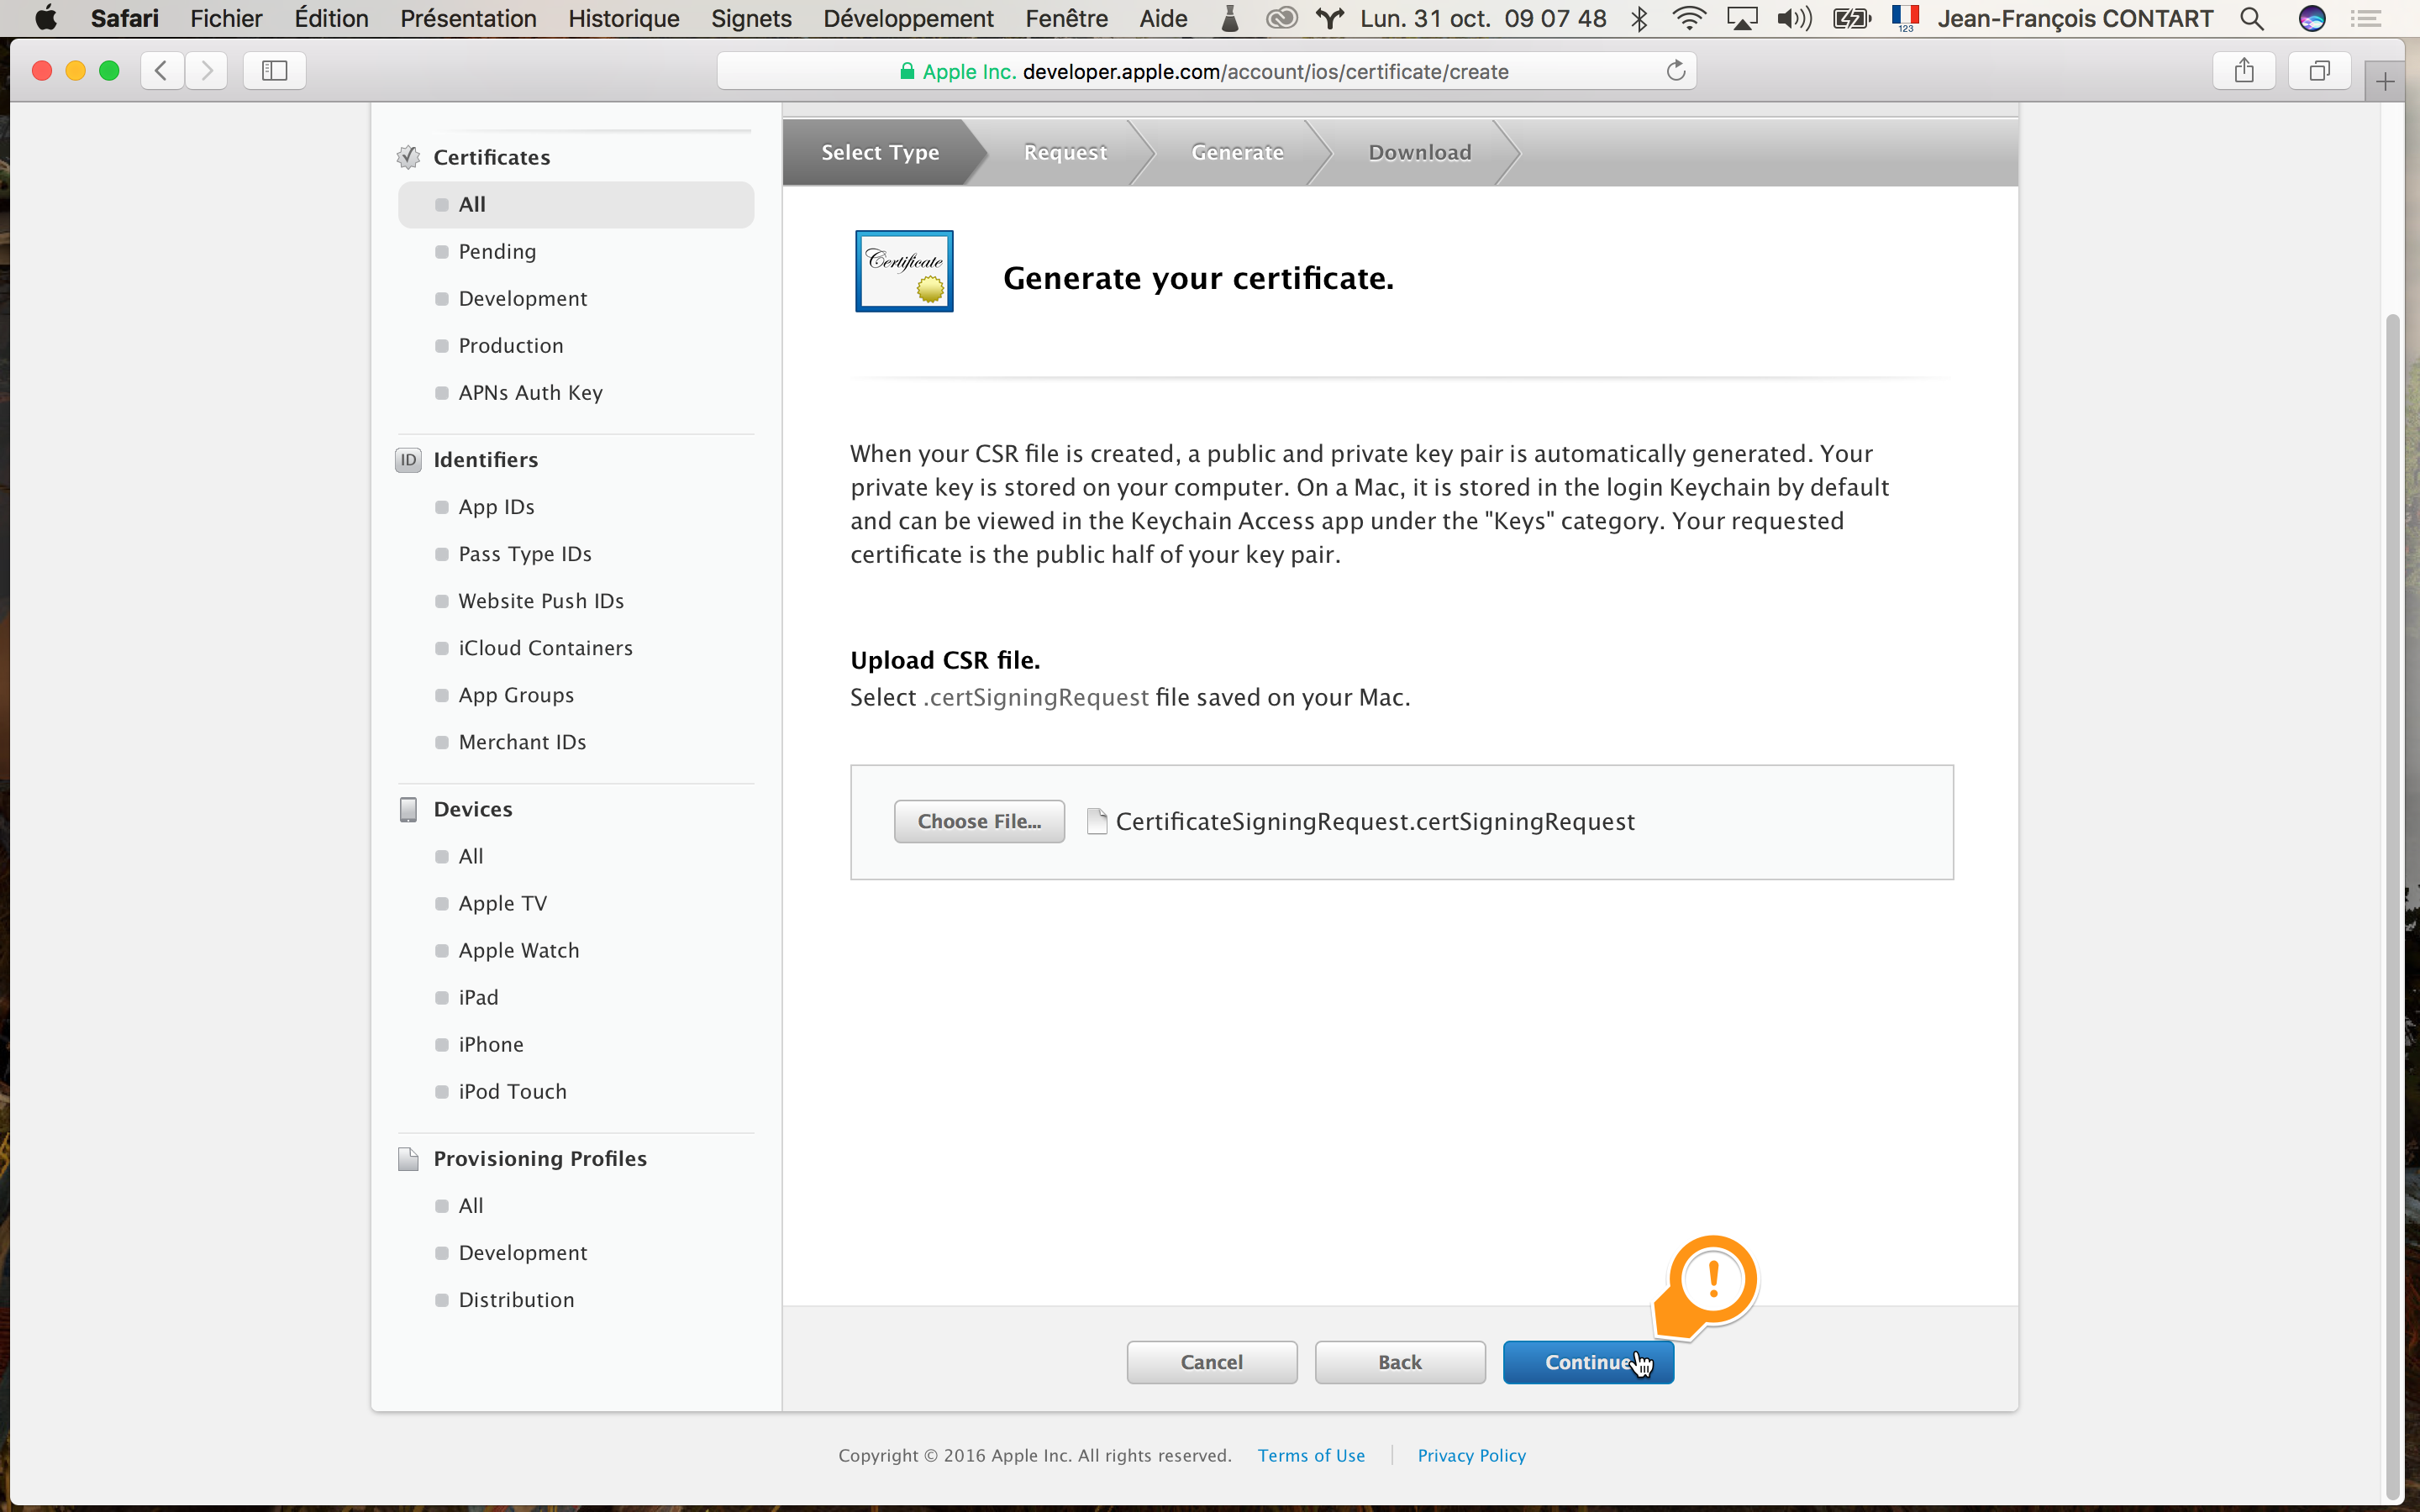 Safari Fichier Édition Présentation Historique Signets Développement Fenêtre Aide Lun. 31 oct. 09 07 48 123 Jean-François CONTART
Apple Inc. developer.apple.com/account/ios/certificate/create
Certificates
All
Pending
Development
Production
APNs Auth Key
ID Identifiers
App IDs
Pass Type IDs
Website Push IDs
iCloud Containers
App Groups
Merchant IDs
Devices
All
Apple TV
Apple Watch
iPad
iPhone
iPod Touch
Provisioning Profiles
All
Development
Distribution
Select Type Request Generate Download
Certificate
Generate your certificate.
When your CSR file is created, a public and private key pair is automatically generated. Your
private key is stored on your computer. On a Mac, it is stored in the login Keychain by default
and can be viewed in the Keychain Access app under the "Keys" category. Your requested
certificate is the public half of your key pair.
Upload CSR file.
Select .certSigningRequest file saved on your Mac.
Choose File... CertificateSigningRequest.certSigningRequest
!
Cancel Back Continue
Copyright © 2016 Apple Inc. All rights reserved. Terms of Use Privacy Policy